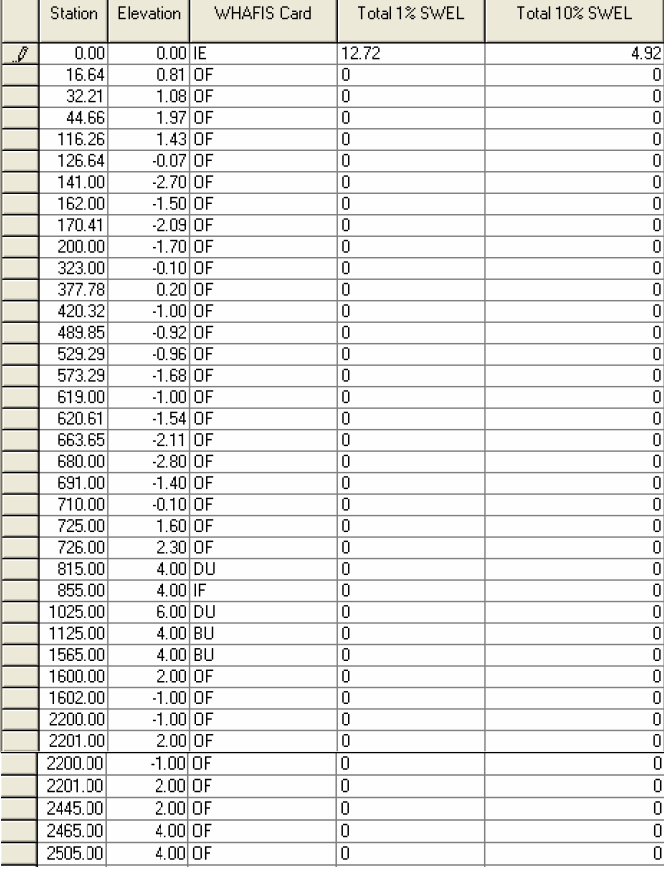 Station Elevation WHAFIS Card Total 1% SWEL Total 10% SWEL
0.00 0.00 IE 12.72 4.92
16.64 0.81 OF 0 0
32.21 1.08 OF 0 0
44.66 1.97 OF 0 0
116.26 1.43 OF 0 0
126.64 -0.07 OF 0 0
141.00 -2.70 OF 0 0
162.00 -1.50 OF 0 0
170.41 -2.09 OF 0 0
200.00 -1.70 OF 0 0
323.00 -0.10 OF 0 0
377.78 0.20 OF 0 0
420.32 -1.00 OF 0 0
489.85 -0.92 OF 0 0
529.29 -0.96 OF 0 0
573.29 -1.68 OF 0 0
619.00 -1.00 OF 0 0
620.61 -1.54 OF 0 0
663.65 -2.11 OF 0 0
680.00 -2.80 OF 0 0
691.00 -1.40 OF 0 0
710.00 -0.10 OF 0 0
725.00 1.60 OF 0 0
726.00 2.30 OF 0 0
815.00 4.00 DU 0 0
855.00 4.00 IF 0 0
1025.00 6.00 DU 0 0
1125.00 4.00 BU 0 0
1565.00 4.00 BU 0 0
1600.00 2.00 OF 0 0
1602.00 -1.00 OF 0 0
2200.00 -1.00 OF 0 0
2201.00 2.00 OF 0 0
2200.00 -1.00 OF 0 0
2201.00 2.00 OF 0 0
2445.00 2.00 OF 0 0
2465.00 4.00 OF 0 0
2505.00 4.00 OF 0 0